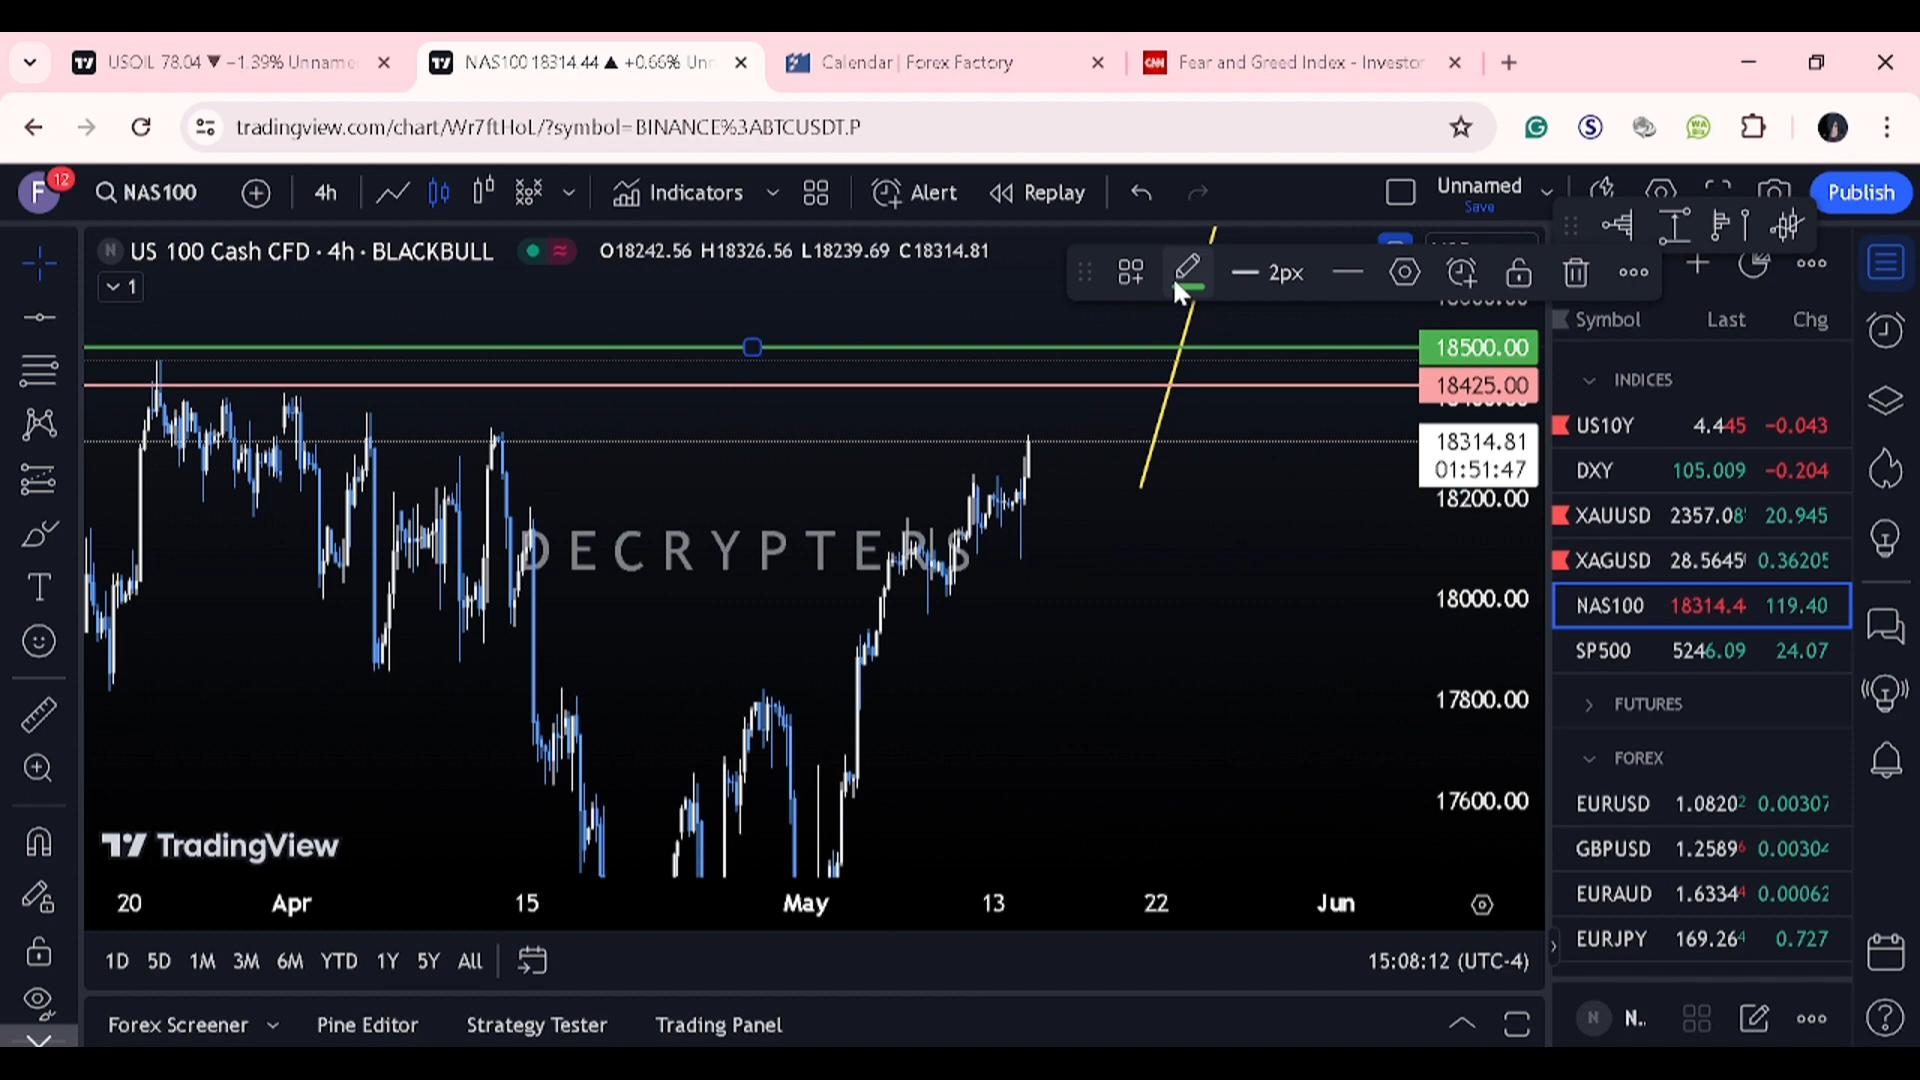 USOIL 78.04 ▼ −1.39% Unname
NAS100 18314.44 ▲ +0.66% Unn
Calendar | Forex Factory
CNN Fear and Greed Index - Investor
tradingview.com/chart/Wr7ftHoL/?symbol=BINANCE%3ABTCUSDT.P
F 12
NAS100
4h
Indicators
Alert
Replay
Unnamed
Save
Publish
N US 100 Cash CFD · 4h · BLACKBULL
O18242.56 H18326.56 L18239.69 C18314.81
1
2px
18500.00
18425.00
18314.81
01:51:47
18200.00
18000.00
17800.00
17600.00
DECRYPTERS
TradingView
20 Apr 15 May 13 22 Jun
1D 5D 1M 3M 6M YTD 1Y 5Y All
15:08:12 (UTC-4)
Forex Screener
Pine Editor
Strategy Tester
Trading Panel
Symbol Last Chg
INDICES
US10Y 4.445 −0.043
DXY 105.009 −0.204
XAUUSD 2357.08 20.945
XAGUSD 28.5645 0.36205
NAS100 18314.4 119.40
SP500 5246.09 24.07
FUTURES
FOREX
EURUSD 1.0820² 0.00307
GBPUSD 1.2589⁶ 0.00304
EURAUD 1.6334⁴ 0.00062
EURJPY 169.26⁴ 0.727
N N..